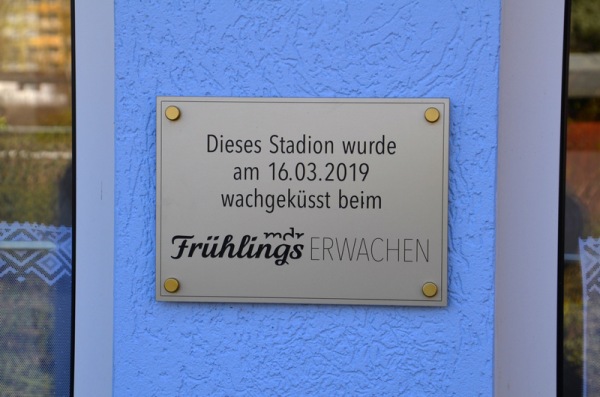 Dieses Stadion wurde
am 16.03.2019
wachgeküsst beim
mdr
Frühlings ERWACHEN